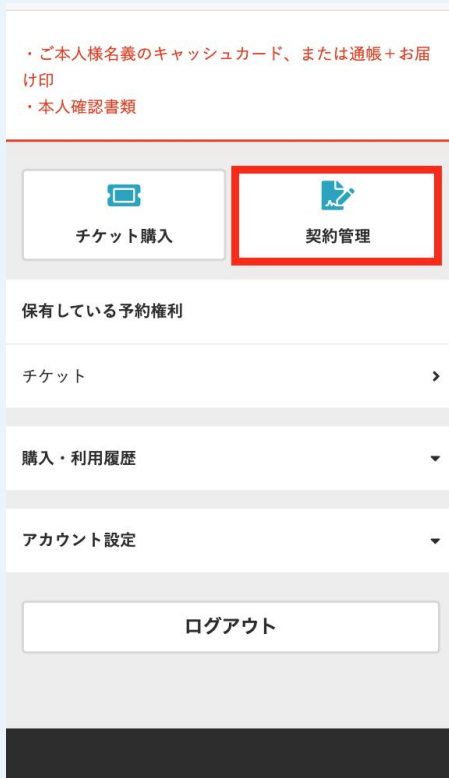 ・ご本人様名義のキャッシュカード、または通帳＋お届
け印
・本人確認書類
チケット購入
契約管理
保有している予約権利
チケット
購入・利用履歴
アカウント設定
ログアウト